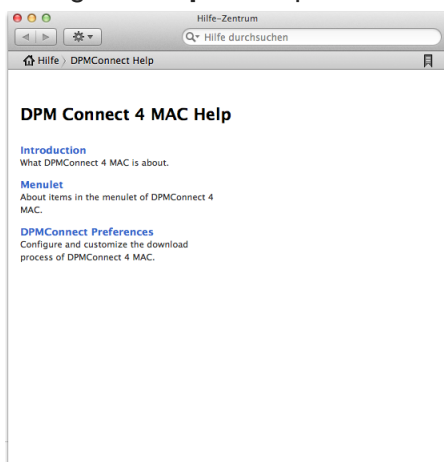 Hilfe-Zentrum
Hilfe durchsuchen
Hilfe > DPMConnect Help
DPM Connect 4 MAC Help
Introduction
What DPMConnect 4 MAC is about.
Menulet
About items in the menulet of DPMConnect 4
MAC.
DPMConnect Preferences
Configure and customize the download
process of DPMConnect 4 MAC.